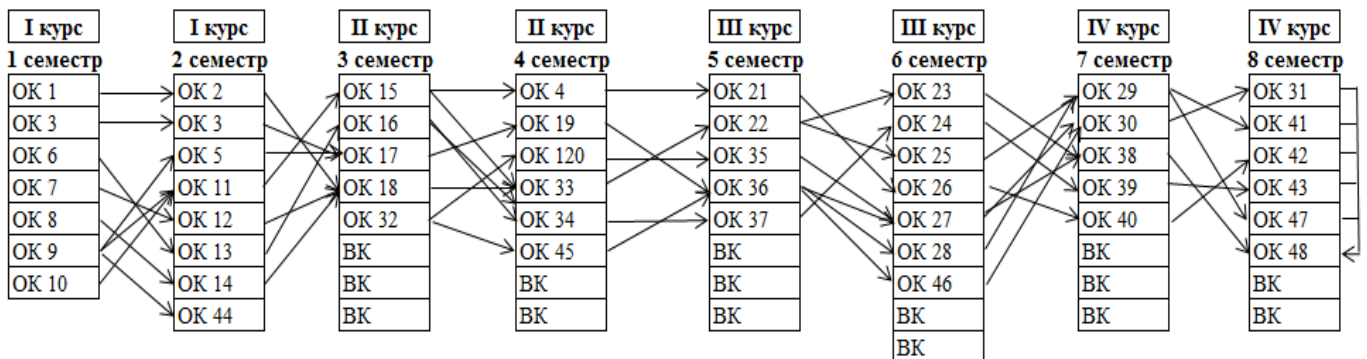 I курс
1 семестр
ОК 1
ОК 3
ОК 6
ОК 7
ОК 8
ОК 9
ОК 10
I курс
2 семестр
ОК 2
ОК 3
ОК 5
ОК 11
ОК 12
ОК 13
ОК 14
ОК 44
II курс
3 семестр
ОК 15
ОК 16
ОК 17
ОК 18
ОК 32
ВК
ВК
ВК
II курс
4 семестр
ОК 4
ОК 19
ОК 120
ОК 33
ОК 34
ОК 45
ВК
ВК
III курс
5 семестр
ОК 21
ОК 22
ОК 35
ОК 36
ОК 37
ВК
ВК
ВК
III курс
6 семестр
ОК 23
ОК 24
ОК 25
ОК 26
ОК 27
ОК 28
ОК 46
ВК
ВК
IV курс
7 семестр
ОК 29
ОК 30
ОК 38
ОК 39
ОК 40
ВК
ВК
ВК
IV курс
8 семестр
ОК 31
ОК 41
ОК 42
ОК 43
ОК 47
ОК 48
ВК
ВК